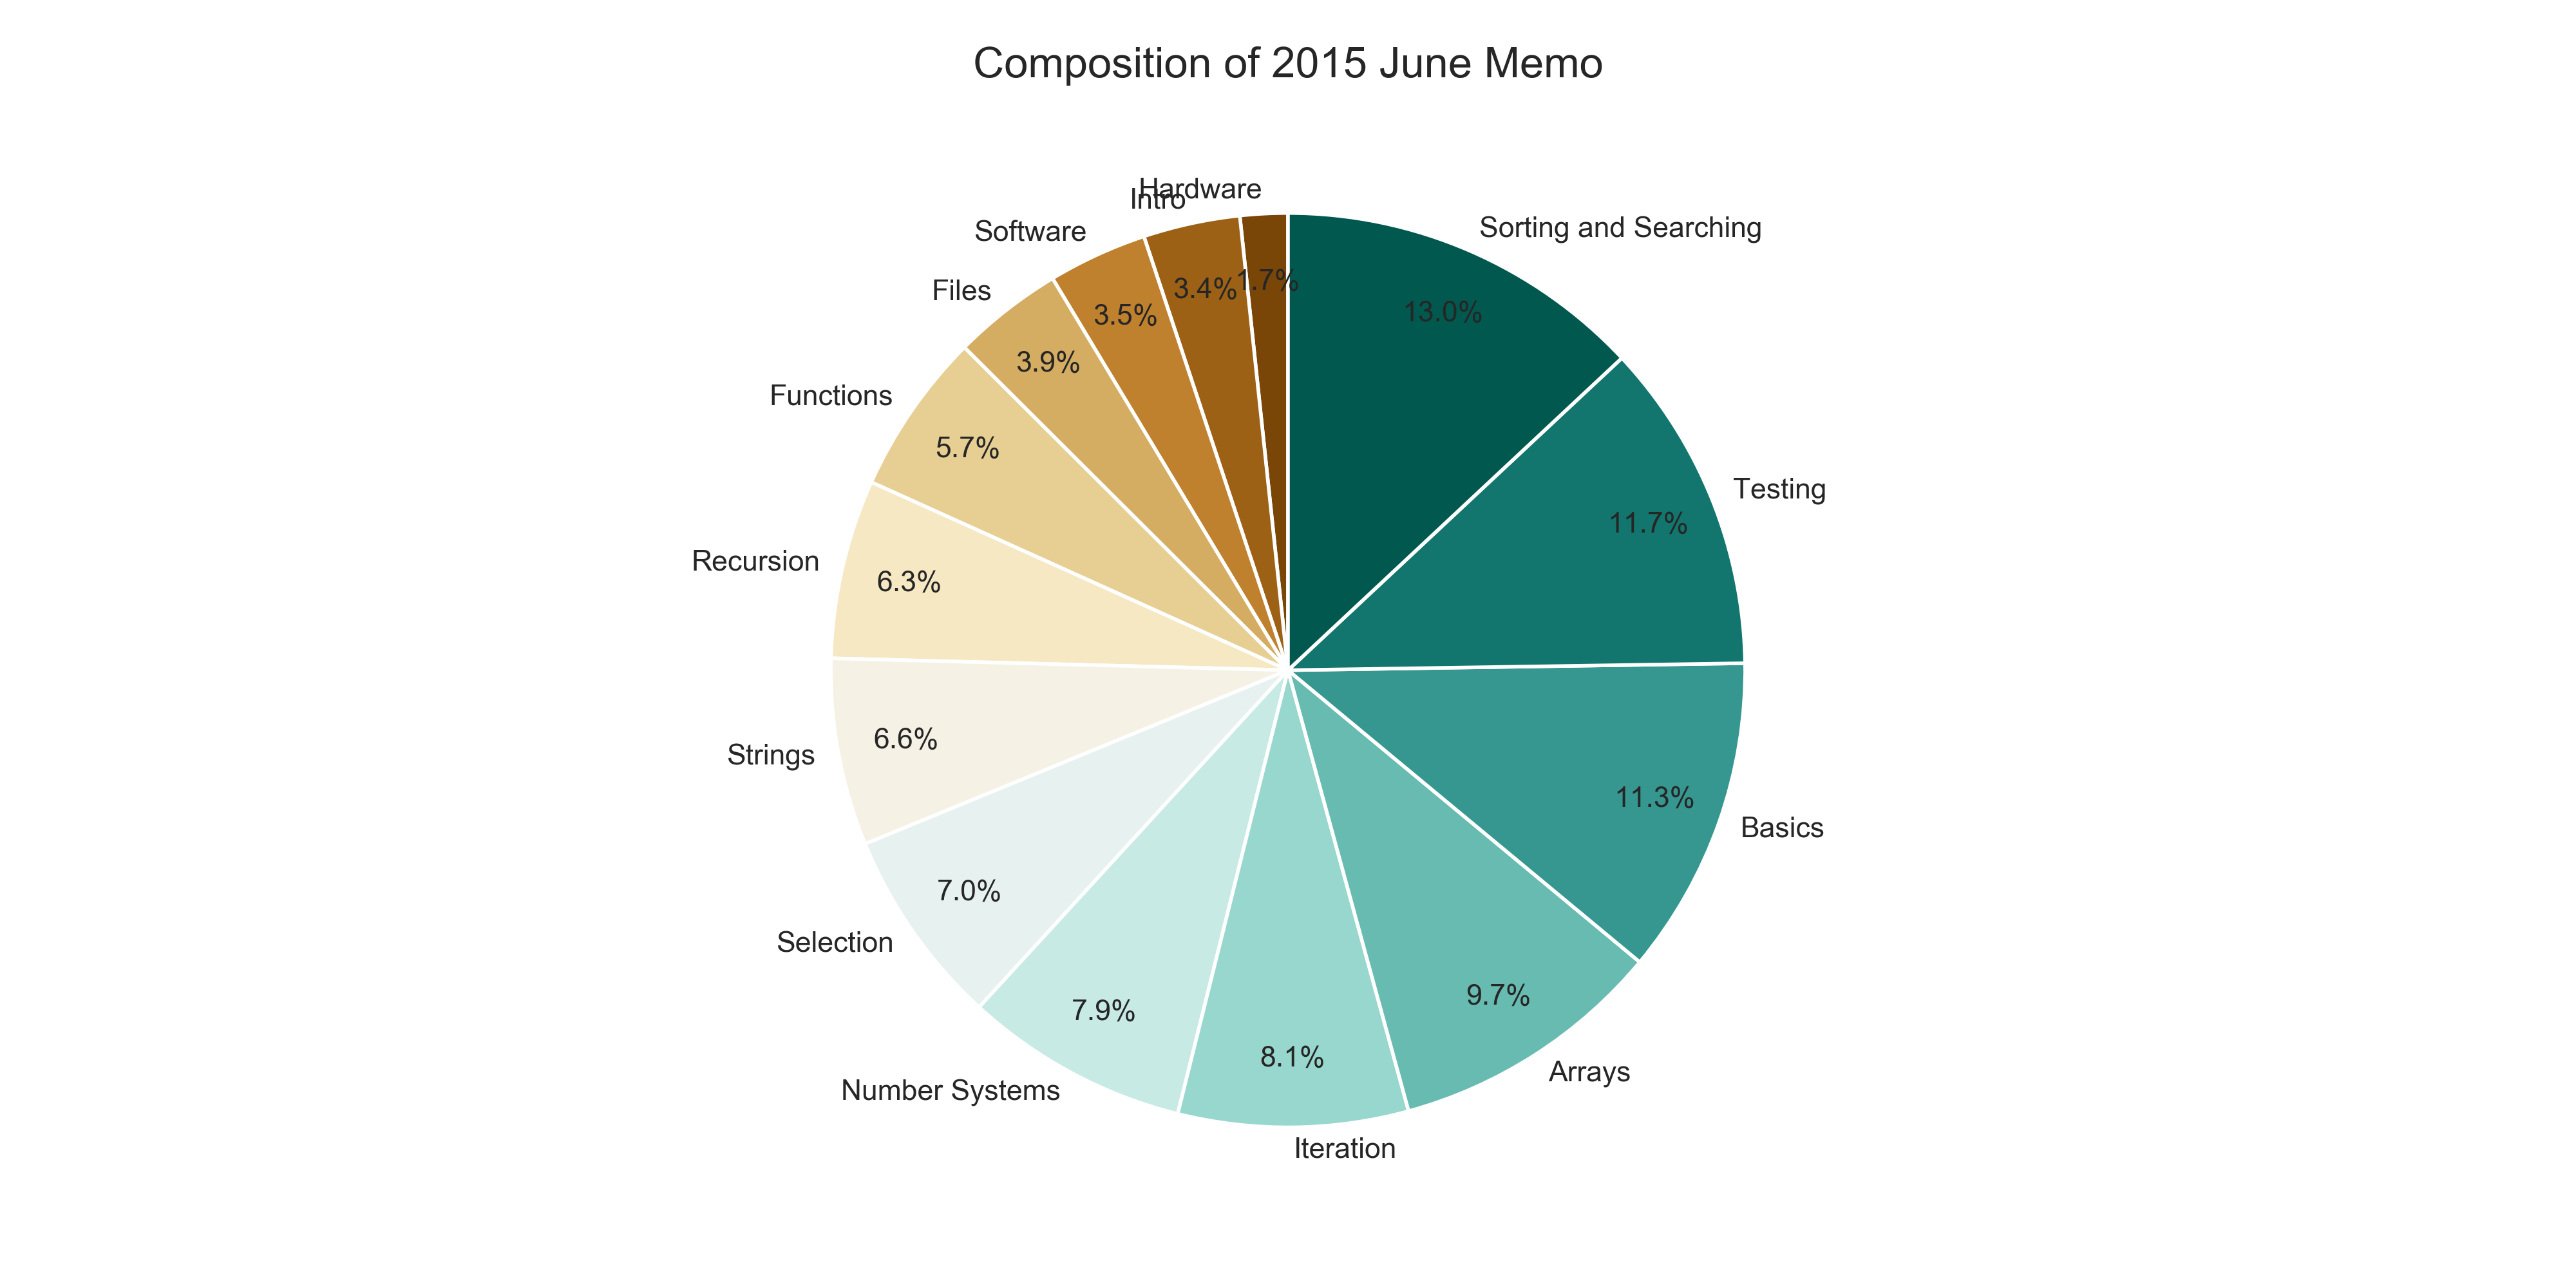 Composition of 2015 June Memo
Hardware
Intro
Software
Files
Functions
Recursion
Strings
Selection
Number Systems
Iteration
Arrays
Basics
Testing
Sorting and Searching
1.7%
3.4%
3.5%
3.9%
5.7%
6.3%
6.6%
7.0%
7.9%
8.1%
9.7%
11.3%
11.7%
13.0%